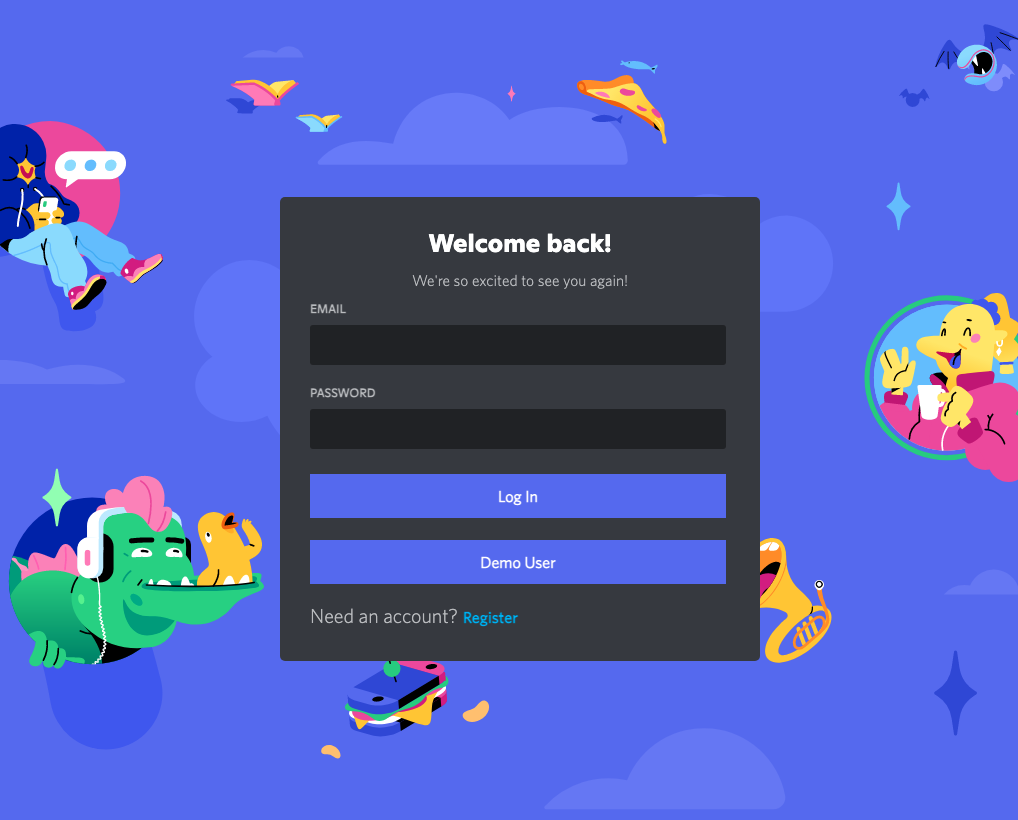 Welcome back!
We're so excited to see you again!
EMAIL
PASSWORD
Log In
Demo User
Need an account? Register